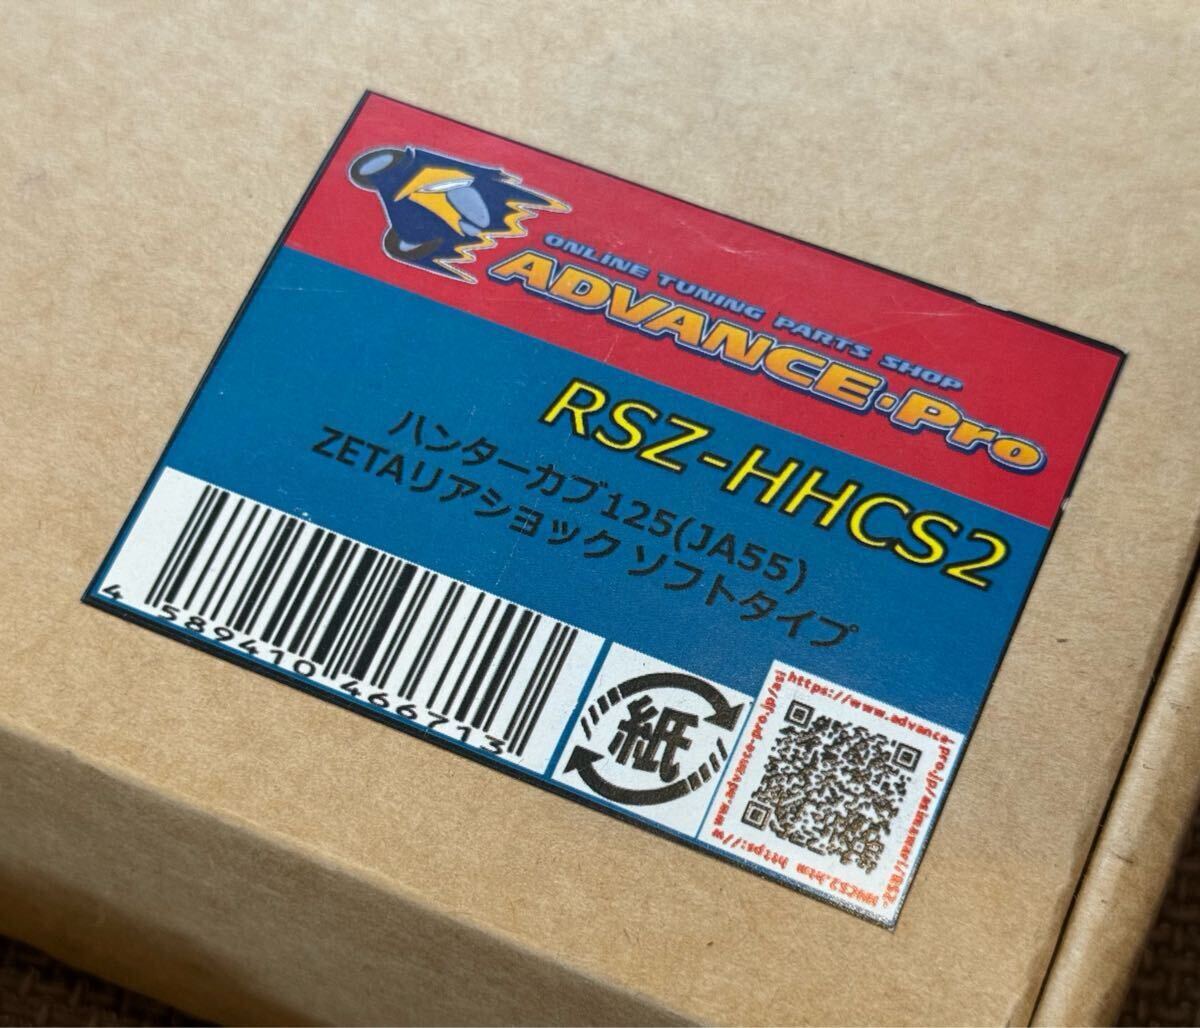 ONLINE TUNING PARTS SHOP
ADVANCE・Pro
RSZ-HHCS2
ハンターカブ125(JA55)
ZETAリアショック ソフトタイプ
4 589410 466713
紙